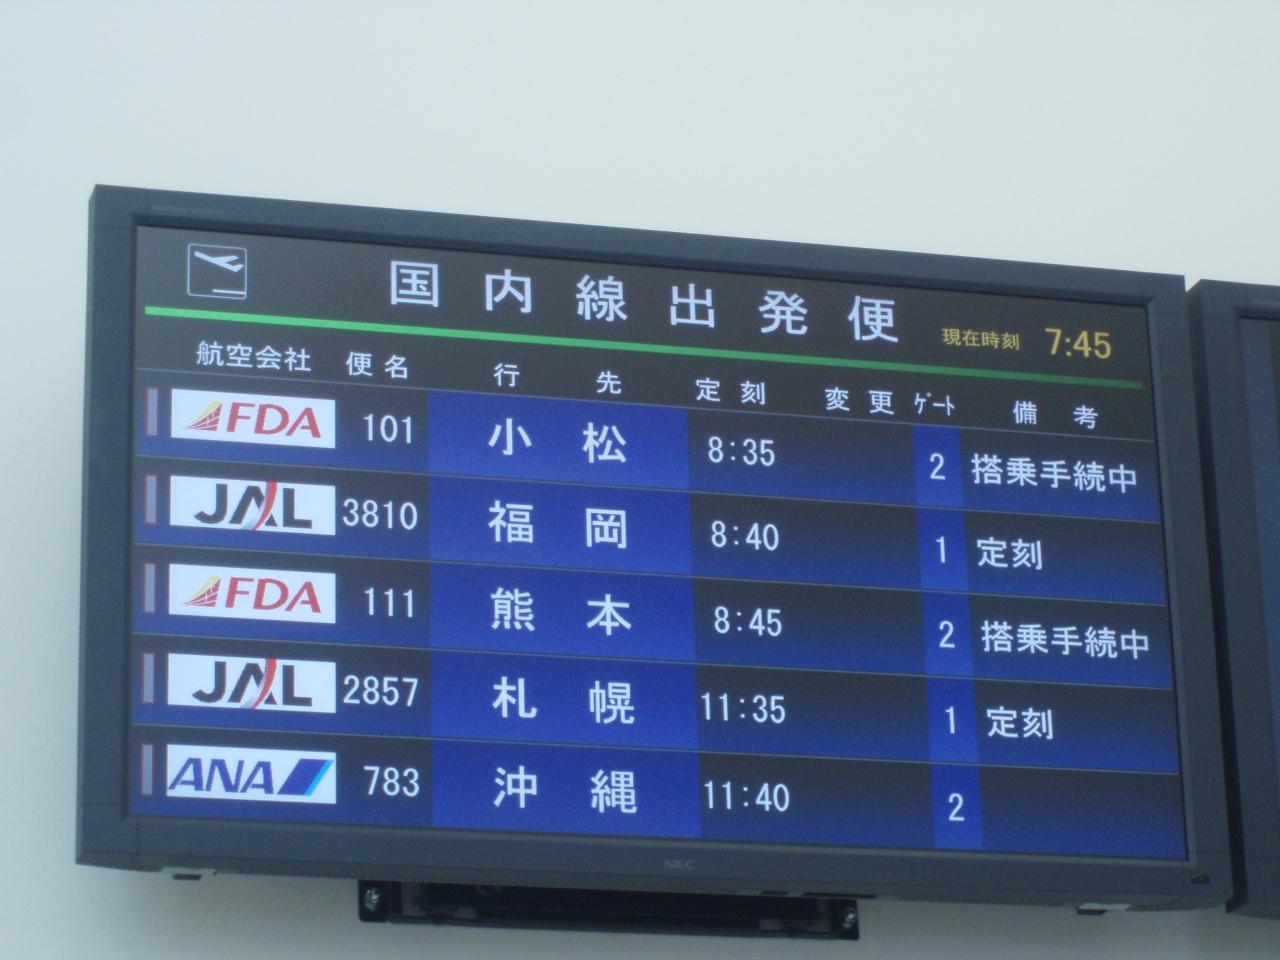 国内線出発便 現在時刻 7:45
航空会社 便名 行先 定刻 変更 ゲート 備考
FDA 101 小松 8:35 2 搭乗手続中
JAL 3810 福岡 8:40 1 定刻
FDA 111 熊本 8:45 2 搭乗手続中
JAL 2857 札幌 11:35 1 定刻
ANA 783 沖縄 11:40 2
NEC